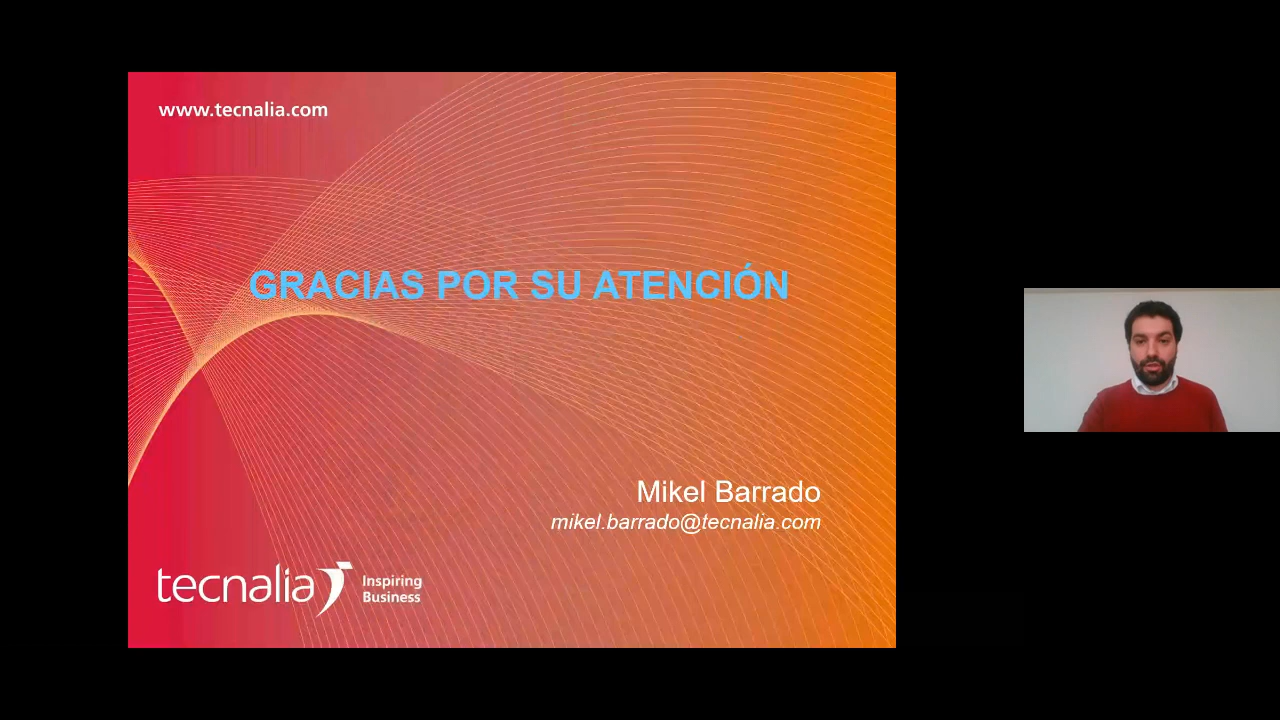 www.tecnalia.com
GRACIAS POR SU ATENCIÓN
Mikel Barrado
mikel.barrado@tecnalia.com
tecnalia
Inspiring
Business